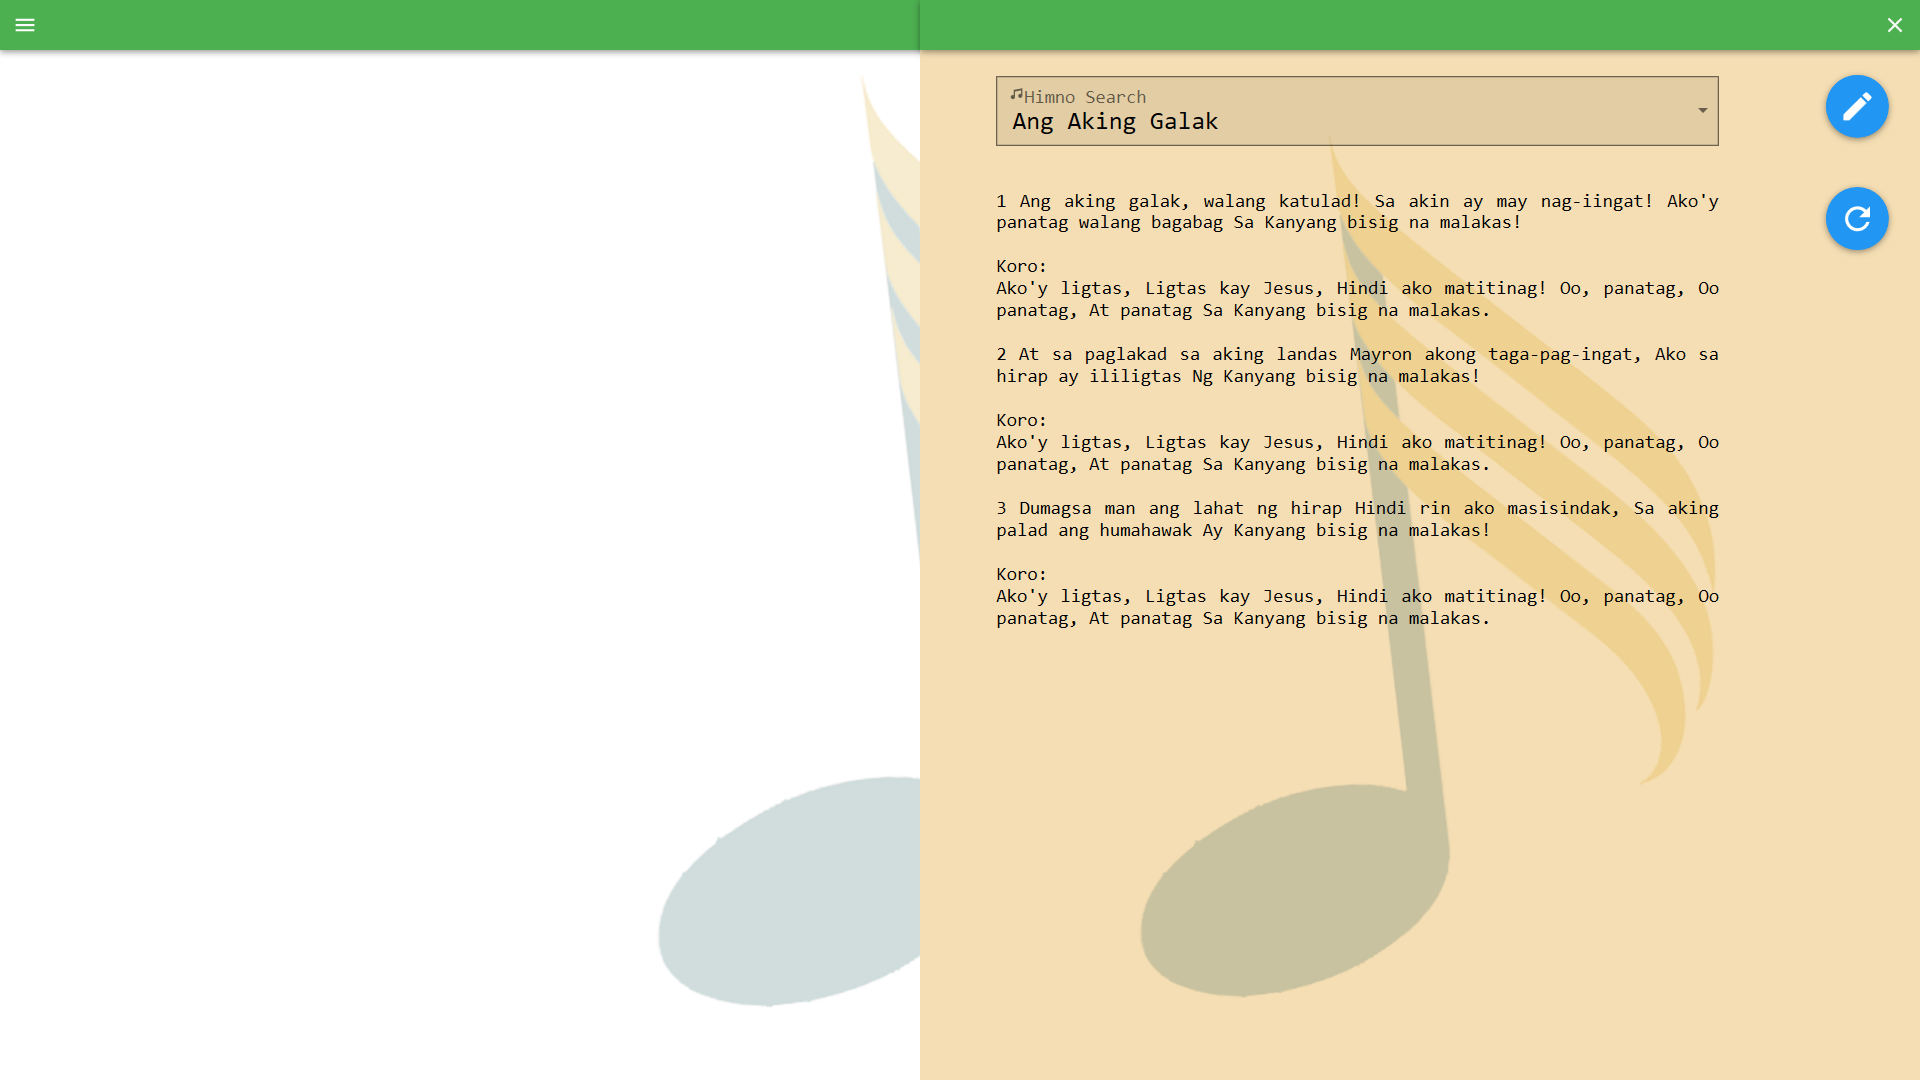 Himno Search
Ang Aking Galak
1 Ang aking galak, walang katulad! Sa akin ay may nag-iingat! Ako'y
panatag walang bagabag Sa Kanyang bisig na malakas!
Koro:
Ako'y ligtas, Ligtas kay Jesus, Hindi ako matitinag! Oo, panatag, Oo
panatag, At panatag Sa Kanyang bisig na malakas.
2 At sa paglakad sa aking landas Mayron akong taga-pag-ingat, Ako sa
hirap ay ililigtas Ng Kanyang bisig na malakas!
Koro:
Ako'y ligtas, Ligtas kay Jesus, Hindi ako matitinag! Oo, panatag, Oo
panatag, At panatag Sa Kanyang bisig na malakas.
3 Dumagsa man ang lahat ng hirap Hindi rin ako masisindak, Sa aking
palad ang humahawak Ay Kanyang bisig na malakas!
Koro:
Ako'y ligtas, Ligtas kay Jesus, Hindi ako matitinag! Oo, panatag, Oo
panatag, At panatag Sa Kanyang bisig na malakas.